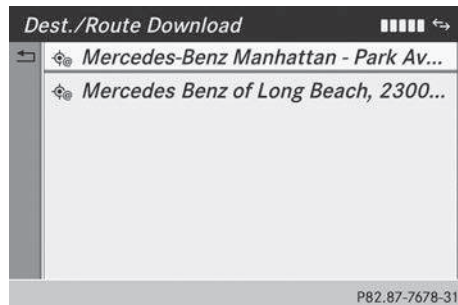 Dest./Route Download
Mercedes-Benz Manhattan - Park Av...
Mercedes Benz of Long Beach, 2300...
P82.87-7678-31